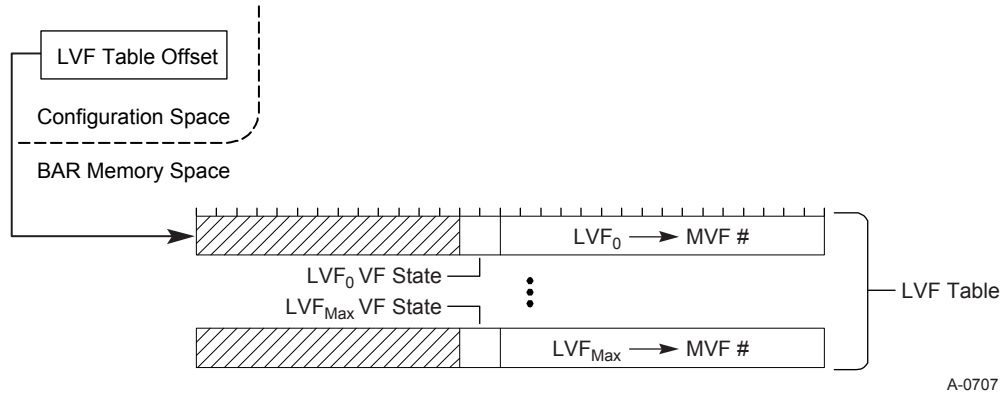 LVF Table Offset
Configuration Space
BAR Memory Space
LVF0 → MVF #
LVF0 VF State
LVFMax VF State
LVF Table
LVFMax → MVF #
A-0707